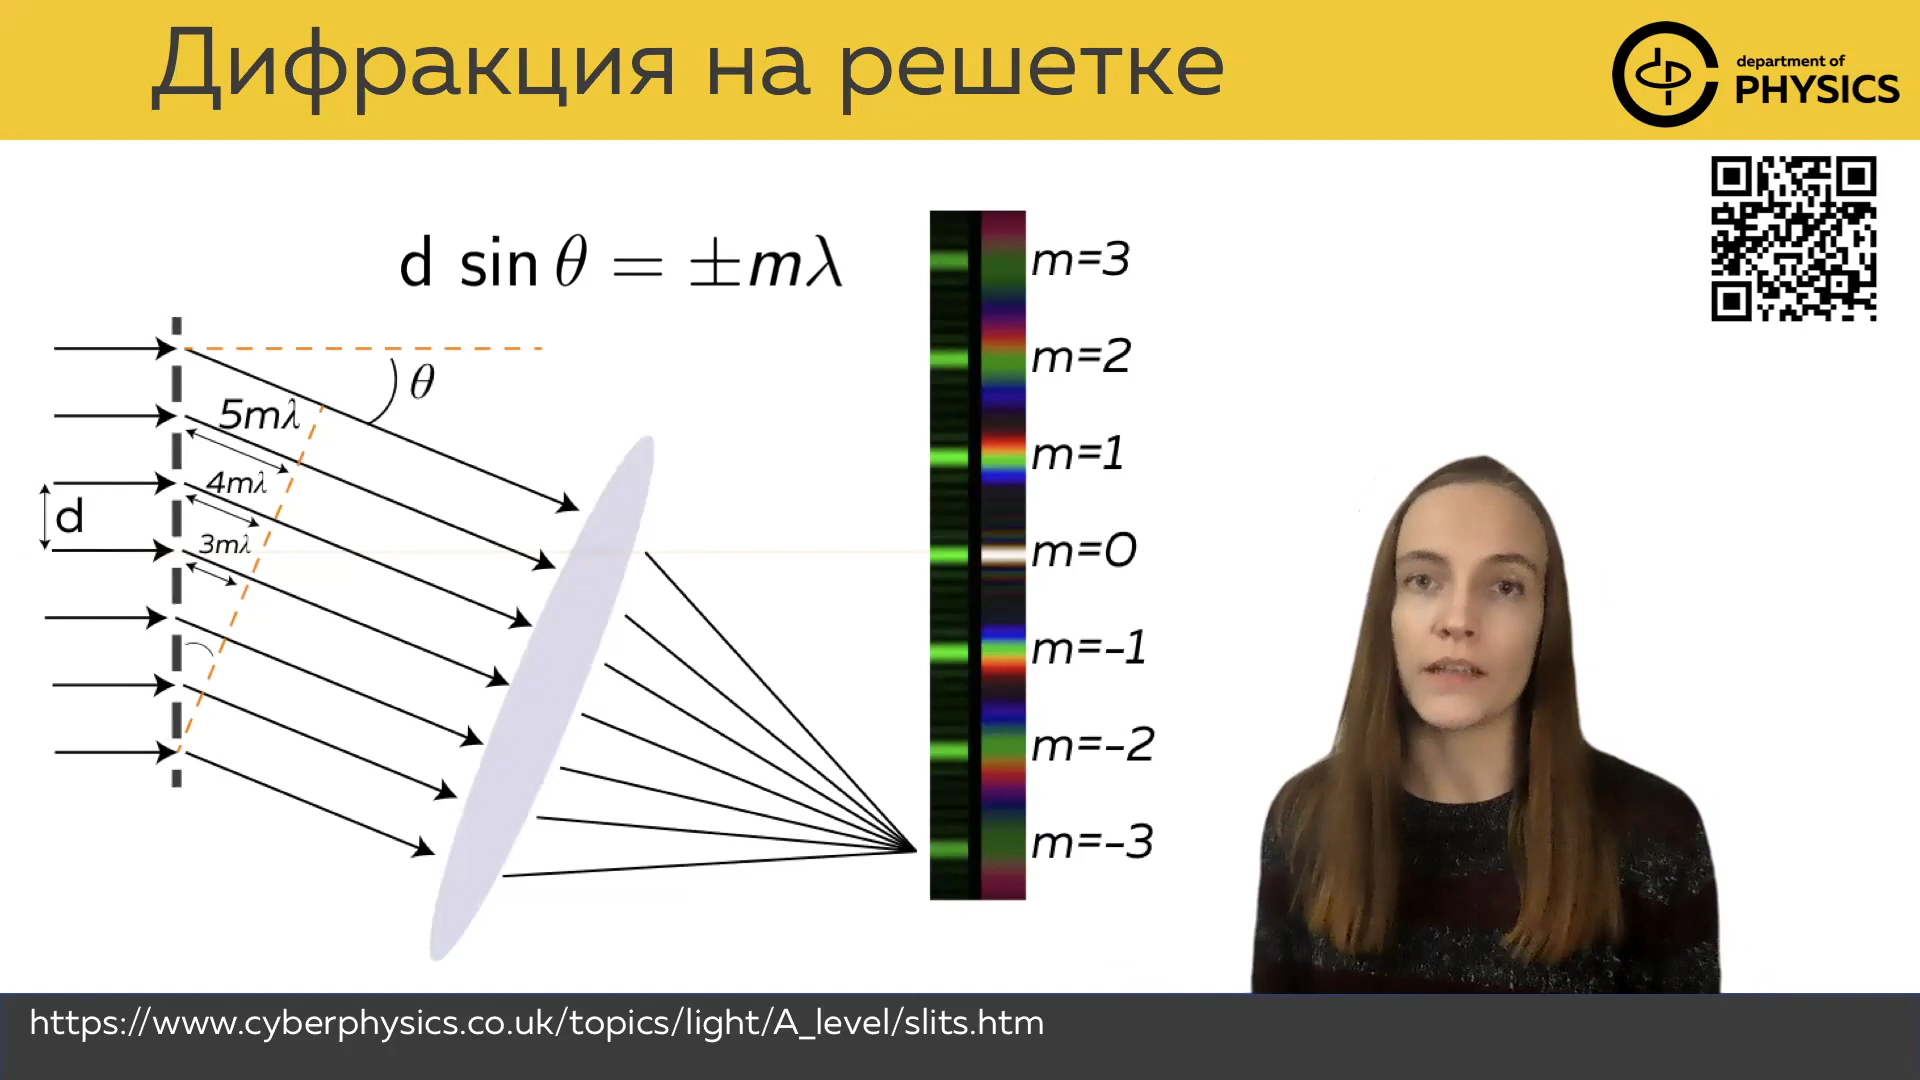 Дифракция на решетке
department of
PHYSICS
d sin θ = ±mλ
θ
5mλ
4mλ
3mλ
d
m=3
m=2
m=1
m=0
m=-1
m=-2
m=-3
https://www.cyberphysics.co.uk/topics/light/A_level/slits.htm